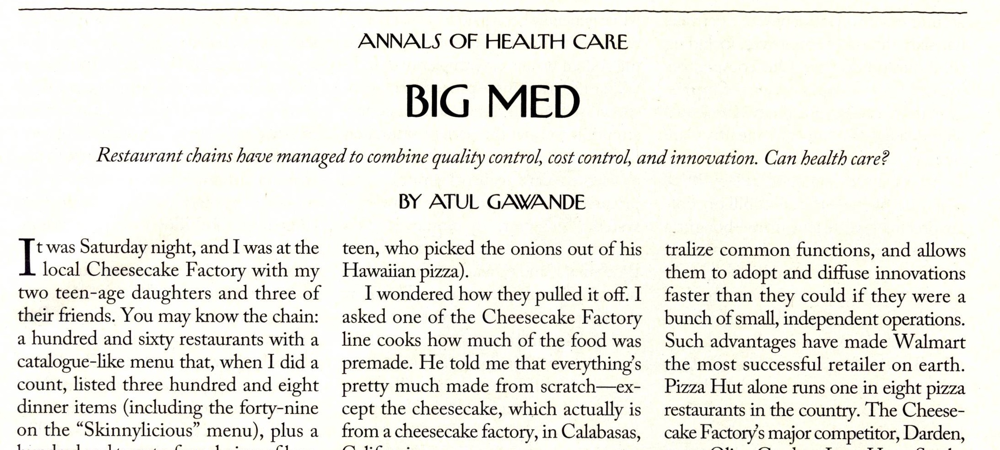 ANNALS OF HEALTH CARE
BIG MED
Restaurant chains have managed to combine quality control, cost control, and innovation. Can health care?
BY ATUL GAWANDE
It was Saturday night, and I was at the
local Cheesecake Factory with my
two teen-age daughters and three of
their friends. You may know the chain:
a hundred and sixty restaurants with a
catalogue-like menu that, when I did a
count, listed three hundred and eight
dinner items (including the forty-nine
on the “Skinnylicious” menu), plus a
teen, who picked the onions out of his
Hawaiian pizza).
I wondered how they pulled it off. I
asked one of the Cheesecake Factory
line cooks how much of the food was
premade. He told me that everything’s
pretty much made from scratch—ex-
cept the cheesecake, which actually is
from a cheesecake factory, in Calabasas,
tralize common functions, and allows
them to adopt and diffuse innovations
faster than they could if they were a
bunch of small, independent operations.
Such advantages have made Walmart
the most successful retailer on earth.
Pizza Hut alone runs one in eight pizza
restaurants in the country. The Cheese-
cake Factory’s major competitor, Darden,